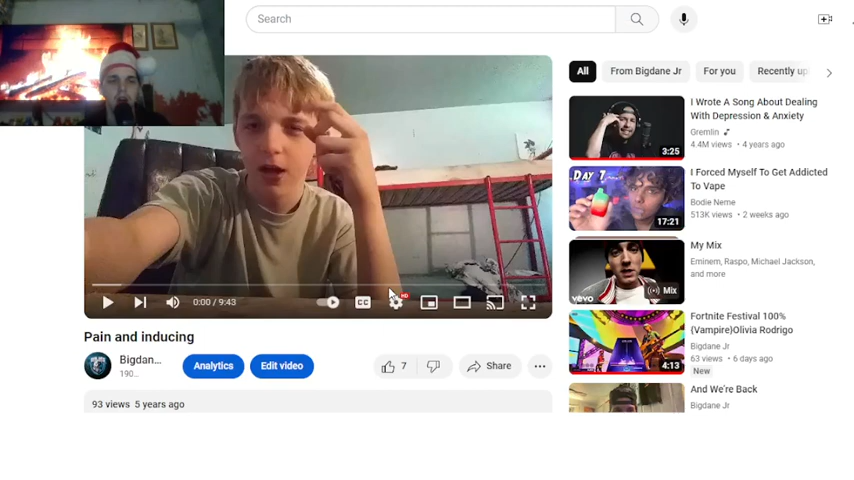 Search
All
From Bigdane Jr
For you
Recently up
I Wrote A Song About Dealing
With Depression & Anxiety
Gremlin
4.4M views • 4 years ago
3:25
DAY 7
I Forced Myself To Get Addicted
To Vape
Bodie Neme
513K views • 2 weeks ago
17:21
My Mix
Eminem, Raspo, Michael Jackson,
and more
vevo
Mix
Fortnite Festival 100%
(Vampire)Olivia Rodrigo
Bigdane Jr
63 views • 6 days ago
New
4:13
And We're Back
Bigdane Jr
0:00 / 9:43
CC
HD
Pain and inducing
Bigdan...
190...
Analytics
Edit video
7
Share
93 views 5 years ago